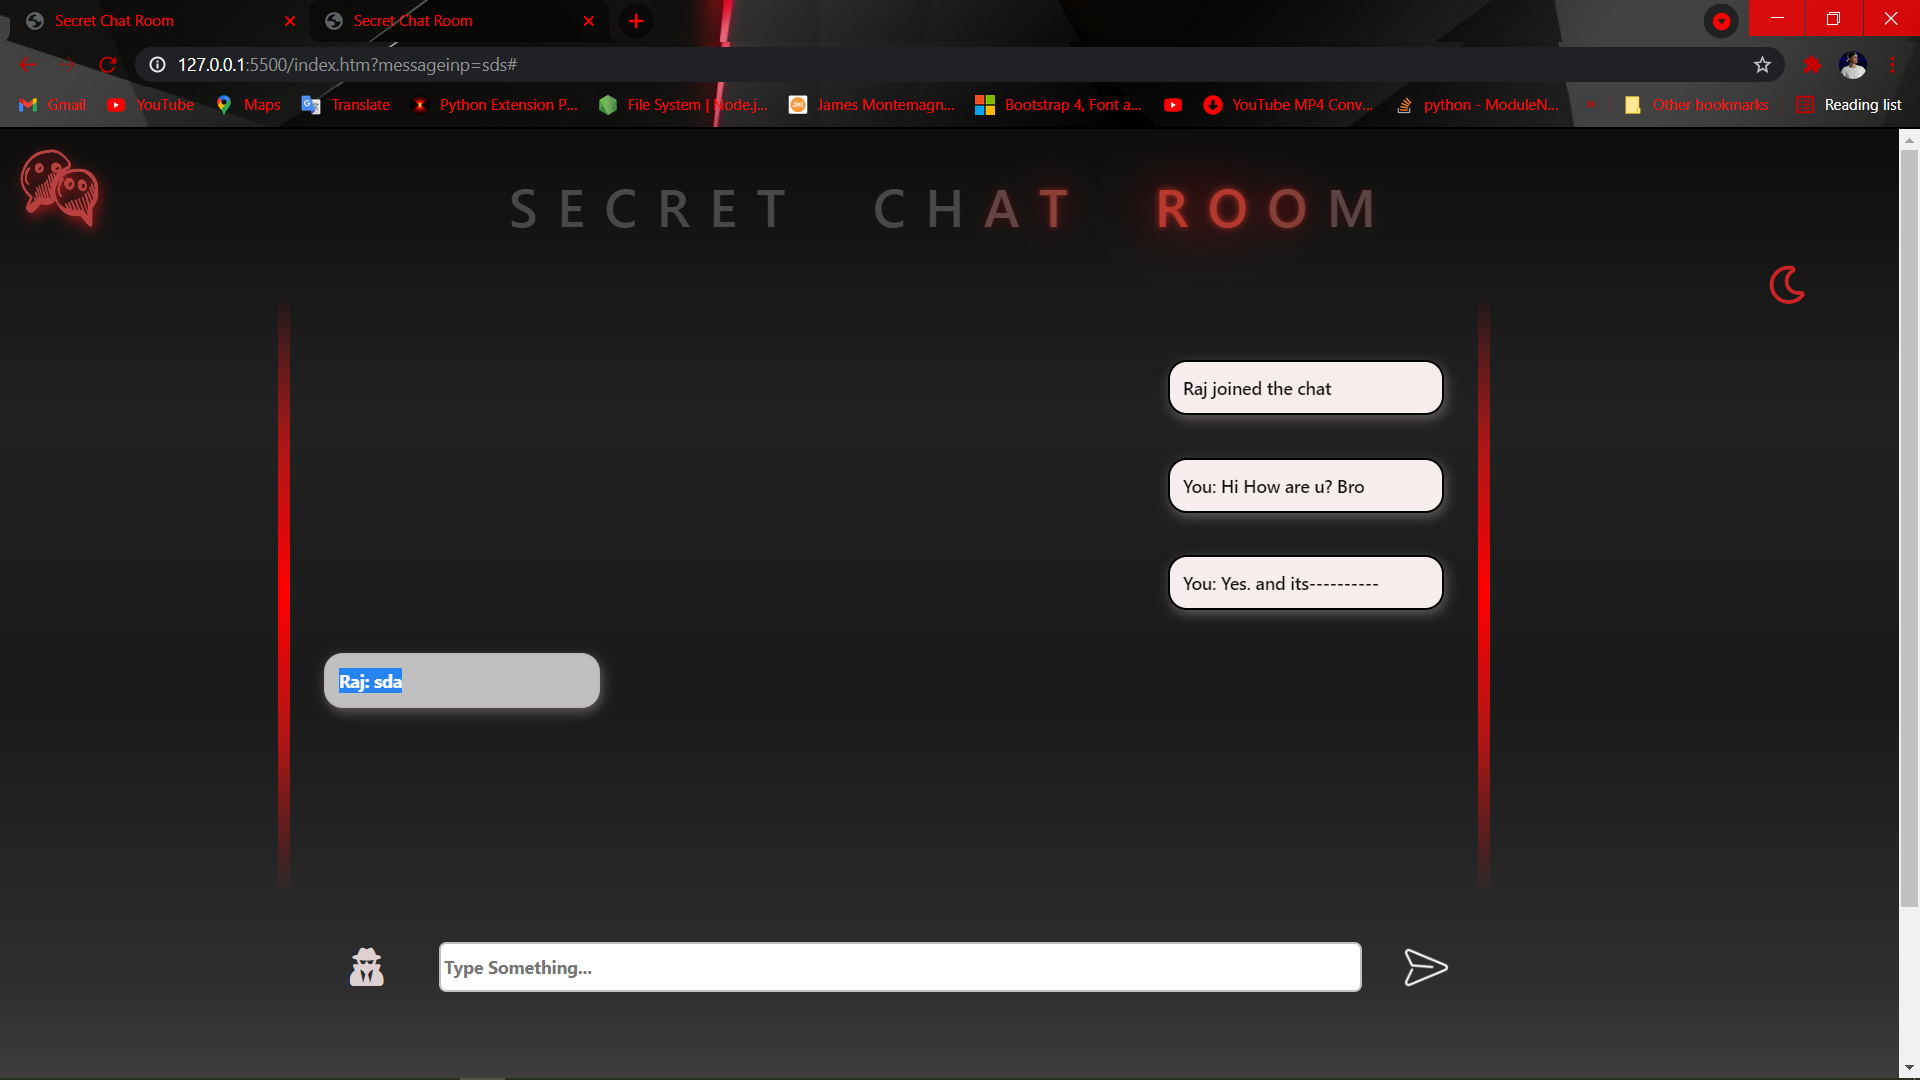 Secret Chat Room
Secret Chat Room
127.0.0.1:5500/index.htm?messageinp=sds#
Gmail
YouTube
Maps
Translate
Python Extension P...
File System | Node.j...
James Montemagn...
Bootstrap 4, Font a...
YouTube MP4 Conv...
python - ModuleN...
»
Other bookmarks
Reading list
SECRET CHAT ROOM
Raj joined the chat
You: Hi How are u? Bro
You: Yes. and its----------
Raj: sda
Type Something...